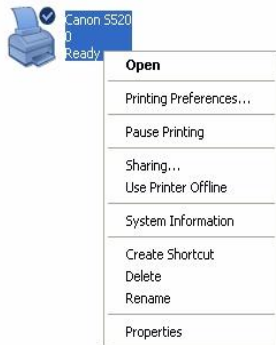 Canon S520
0
Ready
Open
Printing Preferences...
Pause Printing
Sharing...
Use Printer Offline
System Information
Create Shortcut
Delete
Rename
Properties